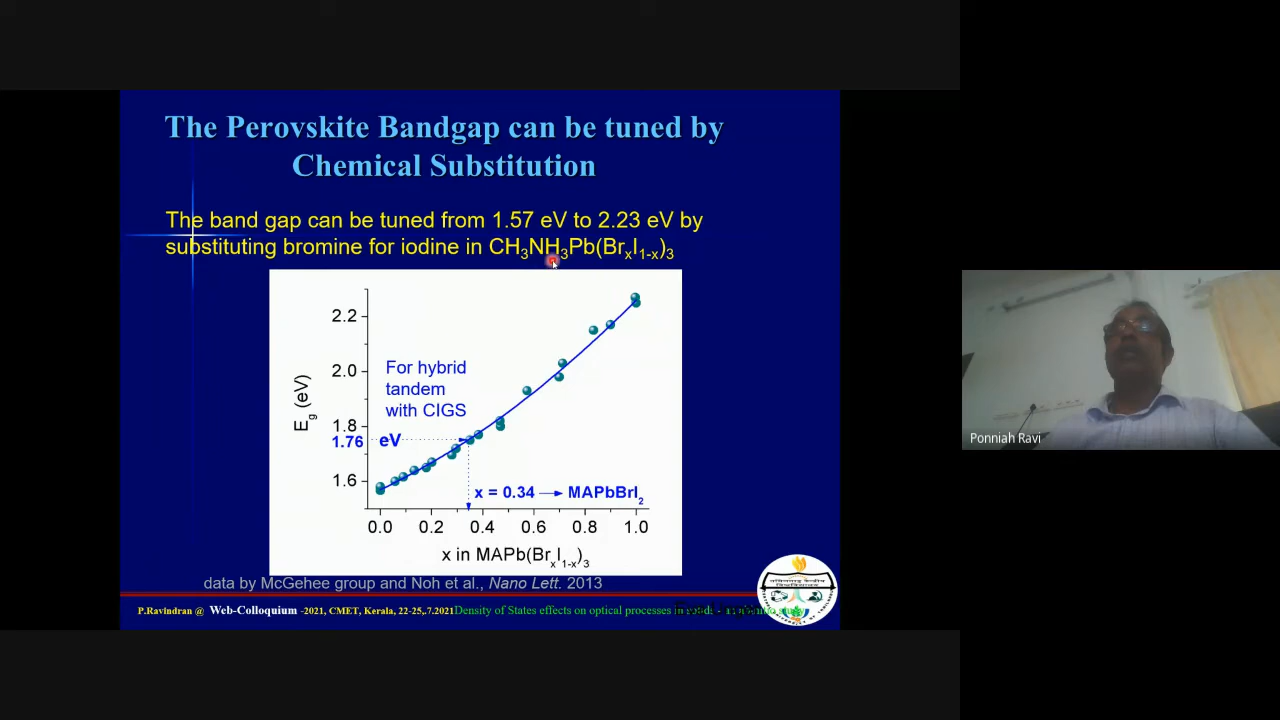 The Perovskite Bandgap can be tuned by
Chemical Substitution
The band gap can be tuned from 1.57 eV to 2.23 eV by
substituting bromine for iodine in CH₃NH₃Pb(BrₓI₁₋ₓ)₃
2.2
2.0
1.8
1.76 eV
1.6
E_g (eV)
For hybrid
tandem
with CIGS
x = 0.34 → MAPbBrI₂
0.0 0.2 0.4 0.6 0.8 1.0
x in MAPb(BrₓI₁₋ₓ)₃
data by McGehee group and Noh et al., Nano Lett. 2013
P.Ravindran @ Web-Colloquium -2021, CMET, Kerala, 22-25,.7.2021 Density of States effects on optical processes in
Ponniah Ravi